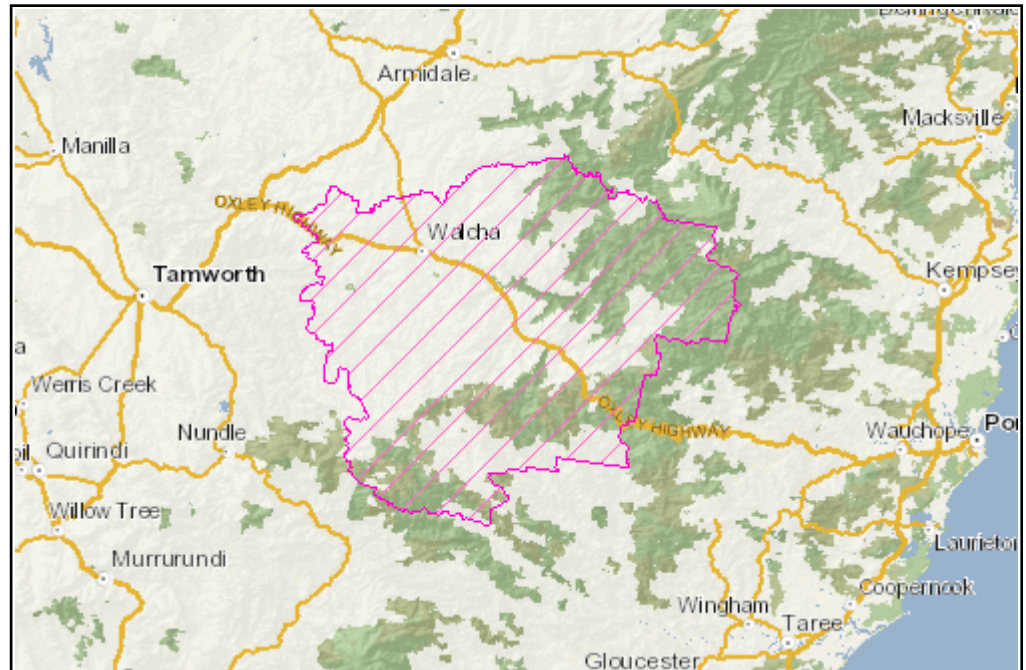 Armidale
Macksville
Manilla
OXLEY HIGHWAY
Walcha
Tamworth
Kempsey
Werris Creek
Nundle
OXLEY HIGHWAY
Wauchope
Quirindi
Willow Tree
Laurieton
Murrurundi
Coopernook
Wingham
Taree
Gloucester